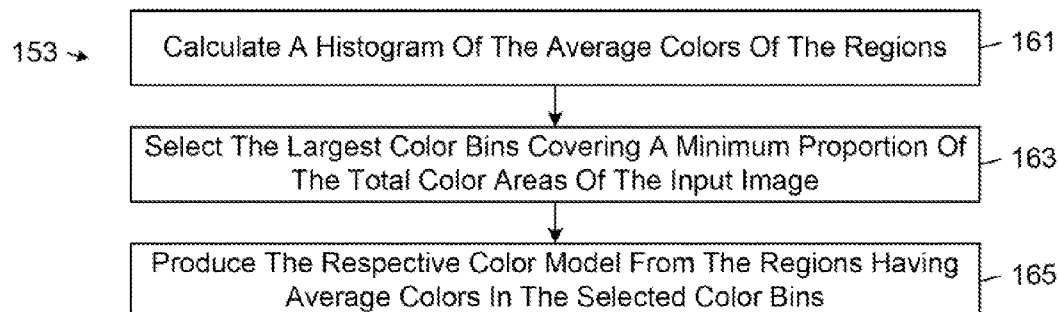 153
Calculate A Histogram Of The Average Colors Of The Regions
161
Select The Largest Color Bins Covering A Minimum Proportion Of
The Total Color Areas Of The Input Image
163
Produce The Respective Color Model From The Regions Having
Average Colors In The Selected Color Bins
165